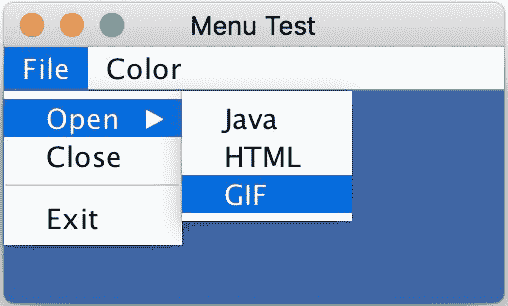 Menu Test
File Color
Open Java
Close HTML
GIF
Exit